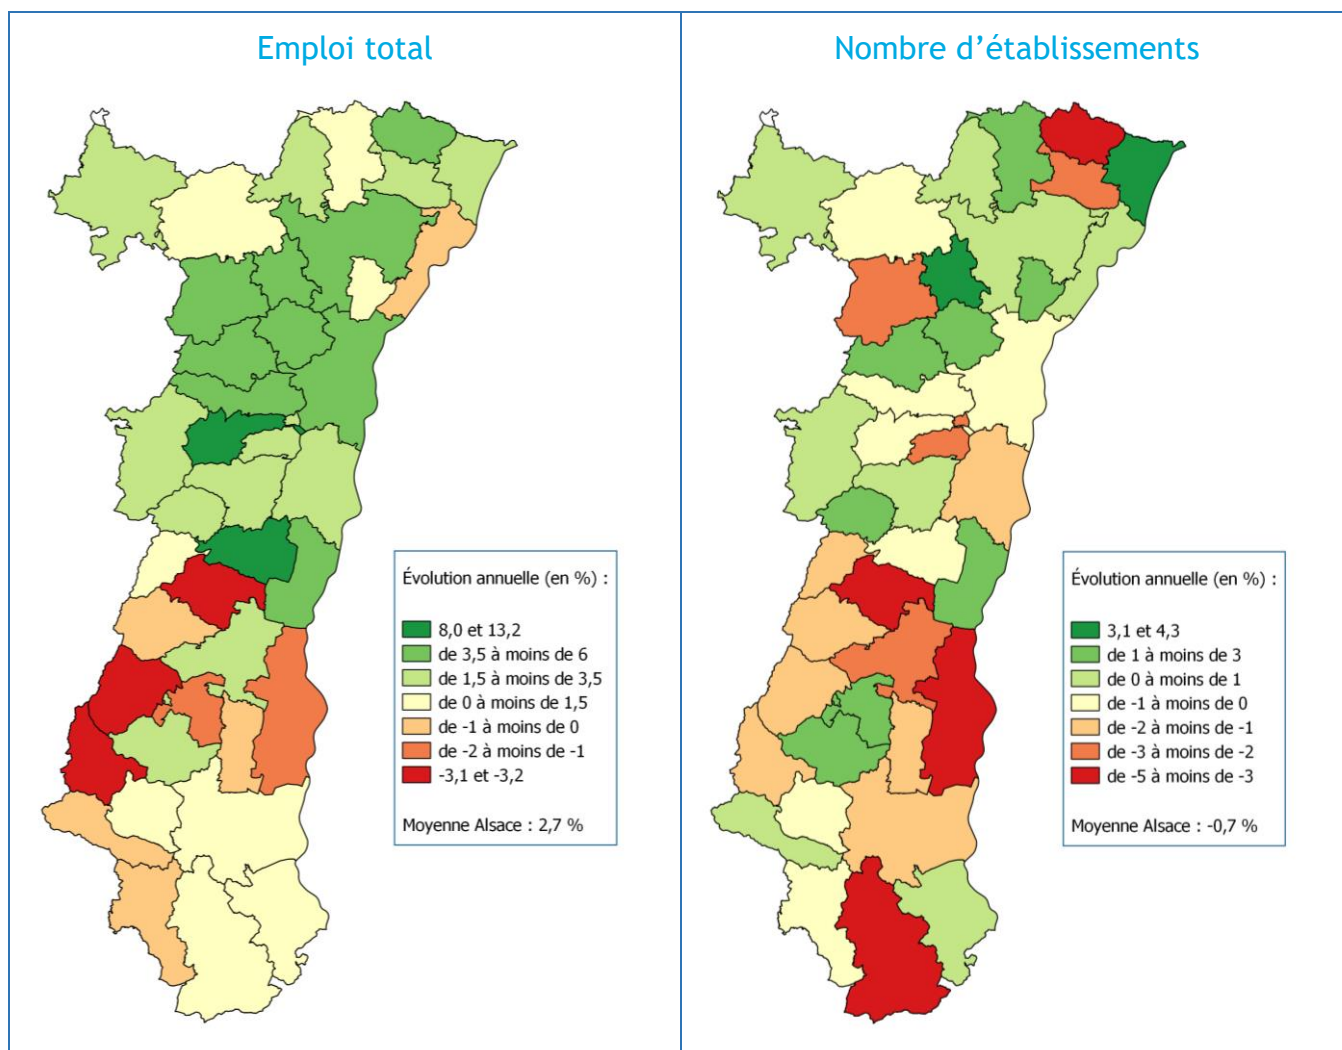 Emploi total
Évolution annuelle (en %) :
8,0 et 13,2
de 3,5 à moins de 6
de 1,5 à moins de 3,5
de 0 à moins de 1,5
de -1 à moins de 0
de -2 à moins de -1
-3,1 et -3,2
Moyenne Alsace : 2,7 %
Nombre d’établissements
Évolution annuelle (en %) :
3,1 et 4,3
de 1 à moins de 3
de 0 à moins de 1
de -1 à moins de 0
de -2 à moins de -1
de -3 à moins de -2
de -5 à moins de -3
Moyenne Alsace : -0,7 %